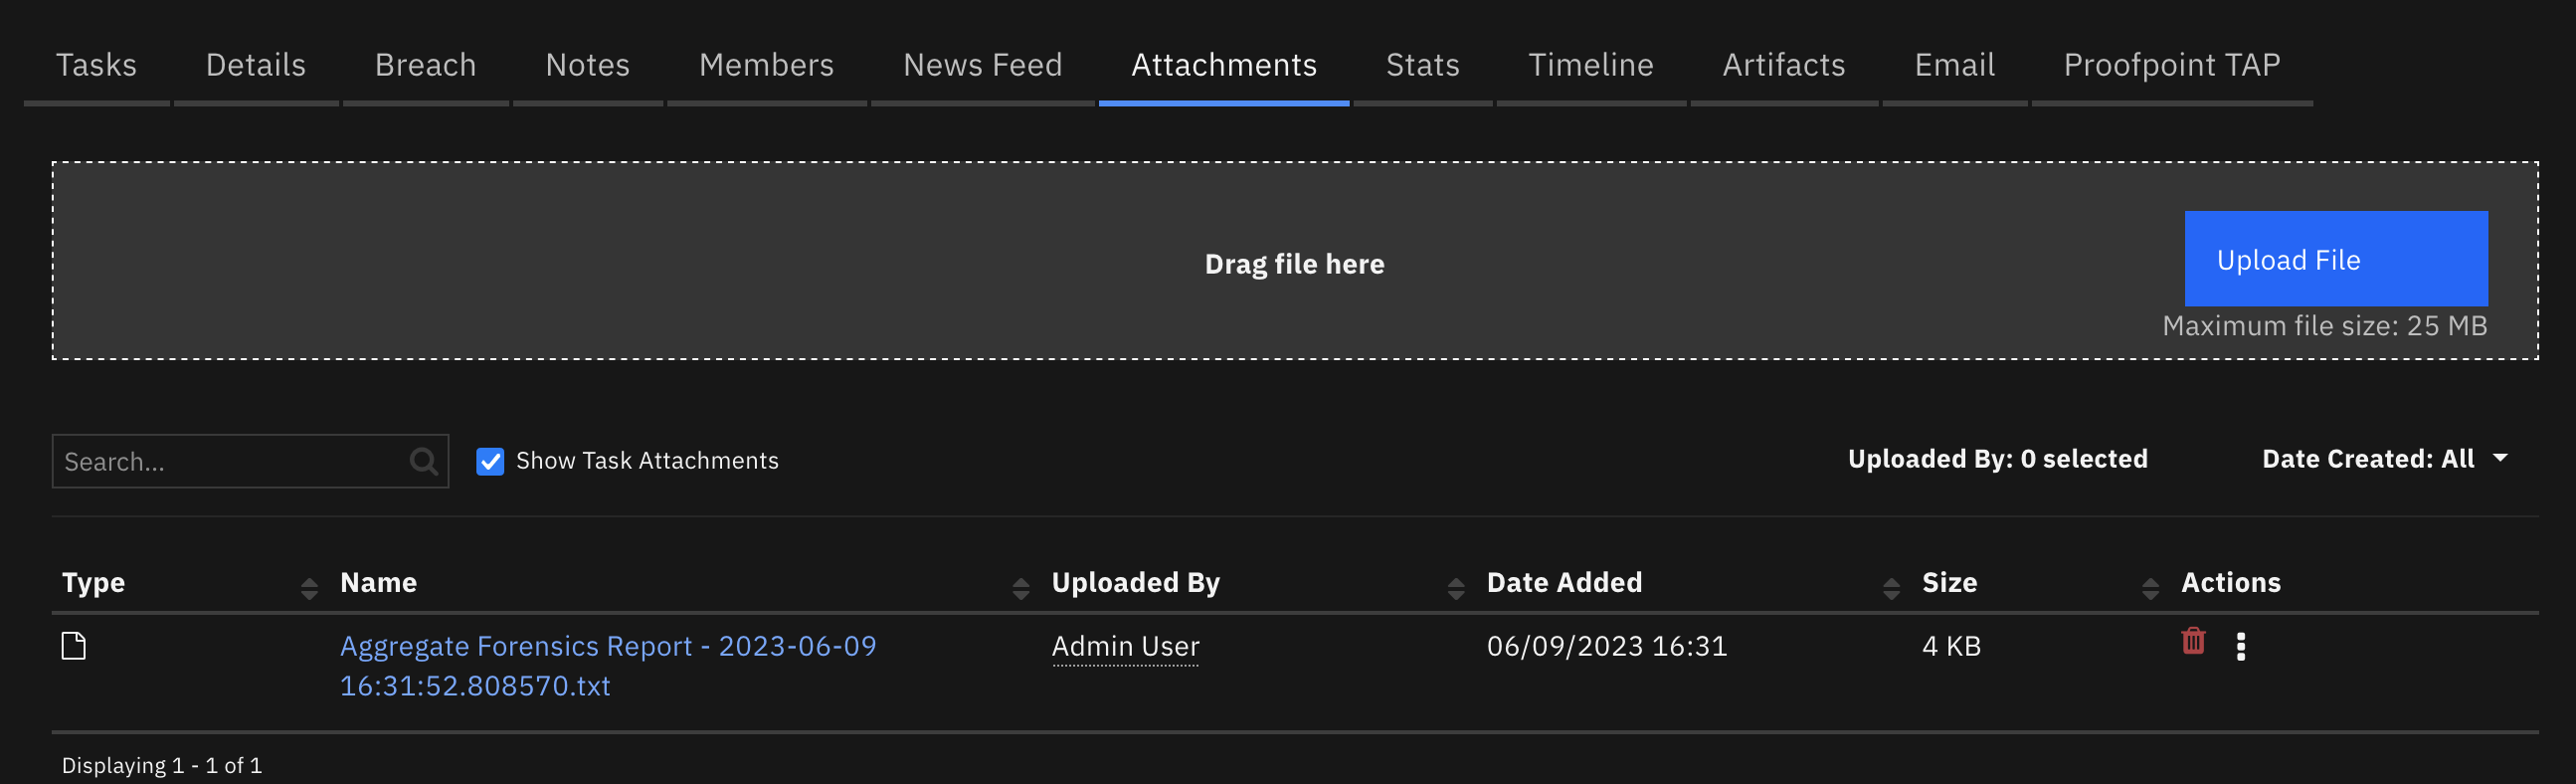 Tasks Details Breach Notes Members News Feed Attachments Stats Timeline Artifacts Email Proofpoint TAP
Drag file here
Upload File
Maximum file size: 25 MB
Search...
Show Task Attachments
Uploaded By: 0 selected
Date Created: All
Type Name Uploaded By Date Added Size Actions
Aggregate Forensics Report - 2023-06-09 Admin User 06/09/2023 16:31 4 KB
16:31:52.808570.txt
Displaying 1 - 1 of 1